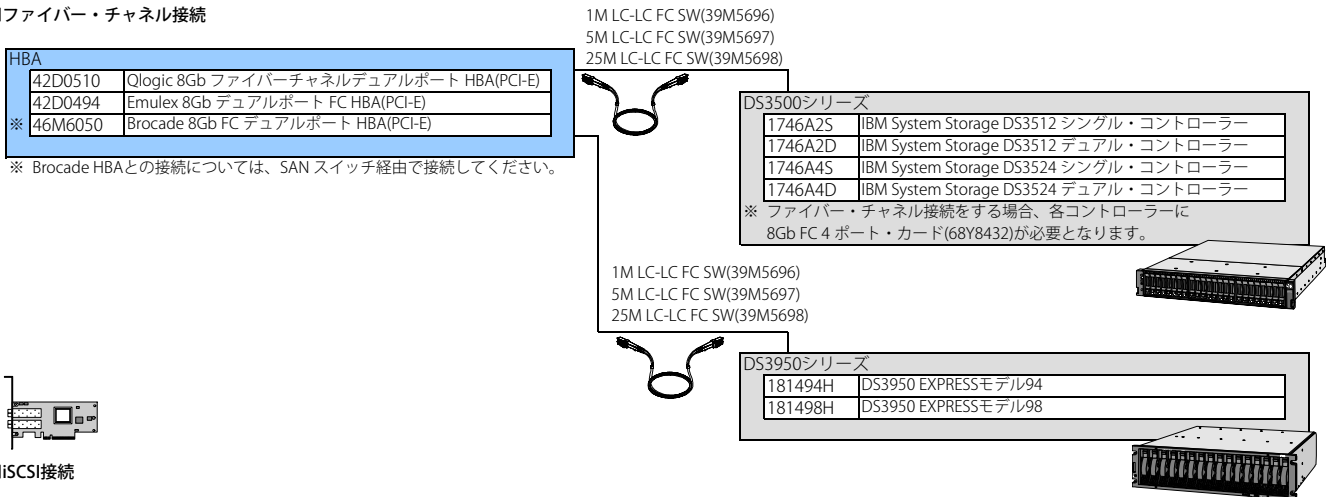 ファイバー・チャネル接続
1M LC-LC FC SW(39M5696)
5M LC-LC FC SW(39M5697)
25M LC-LC FC SW(39M5698)
HBA
42D0510 Qlogic 8Gb ファイバーチャネルデュアルポート HBA(PCI-E)
42D0494 Emulex 8Gb デュアルポート FC HBA(PCI-E)
※ 46M6050 Brocade 8Gb FC デュアルポート HBA(PCI-E)
※ Brocade HBAとの接続については、SAN スイッチ経由で接続してください。
DS3500シリーズ
1746A2S IBM System Storage DS3512 シングル・コントローラー
1746A2D IBM System Storage DS3512 デュアル・コントローラー
1746A4S IBM System Storage DS3524 シングル・コントローラー
1746A4D IBM System Storage DS3524 デュアル・コントローラー
※ ファイバー・チャネル接続をする場合、各コントローラーに
8Gb FC 4 ポート・カード(68Y8432)が必要となります。
1M LC-LC FC SW(39M5696)
5M LC-LC FC SW(39M5697)
25M LC-LC FC SW(39M5698)
DS3950シリーズ
181494H DS3950 EXPRESSモデル94
181498H DS3950 EXPRESSモデル98
iSCSI接続